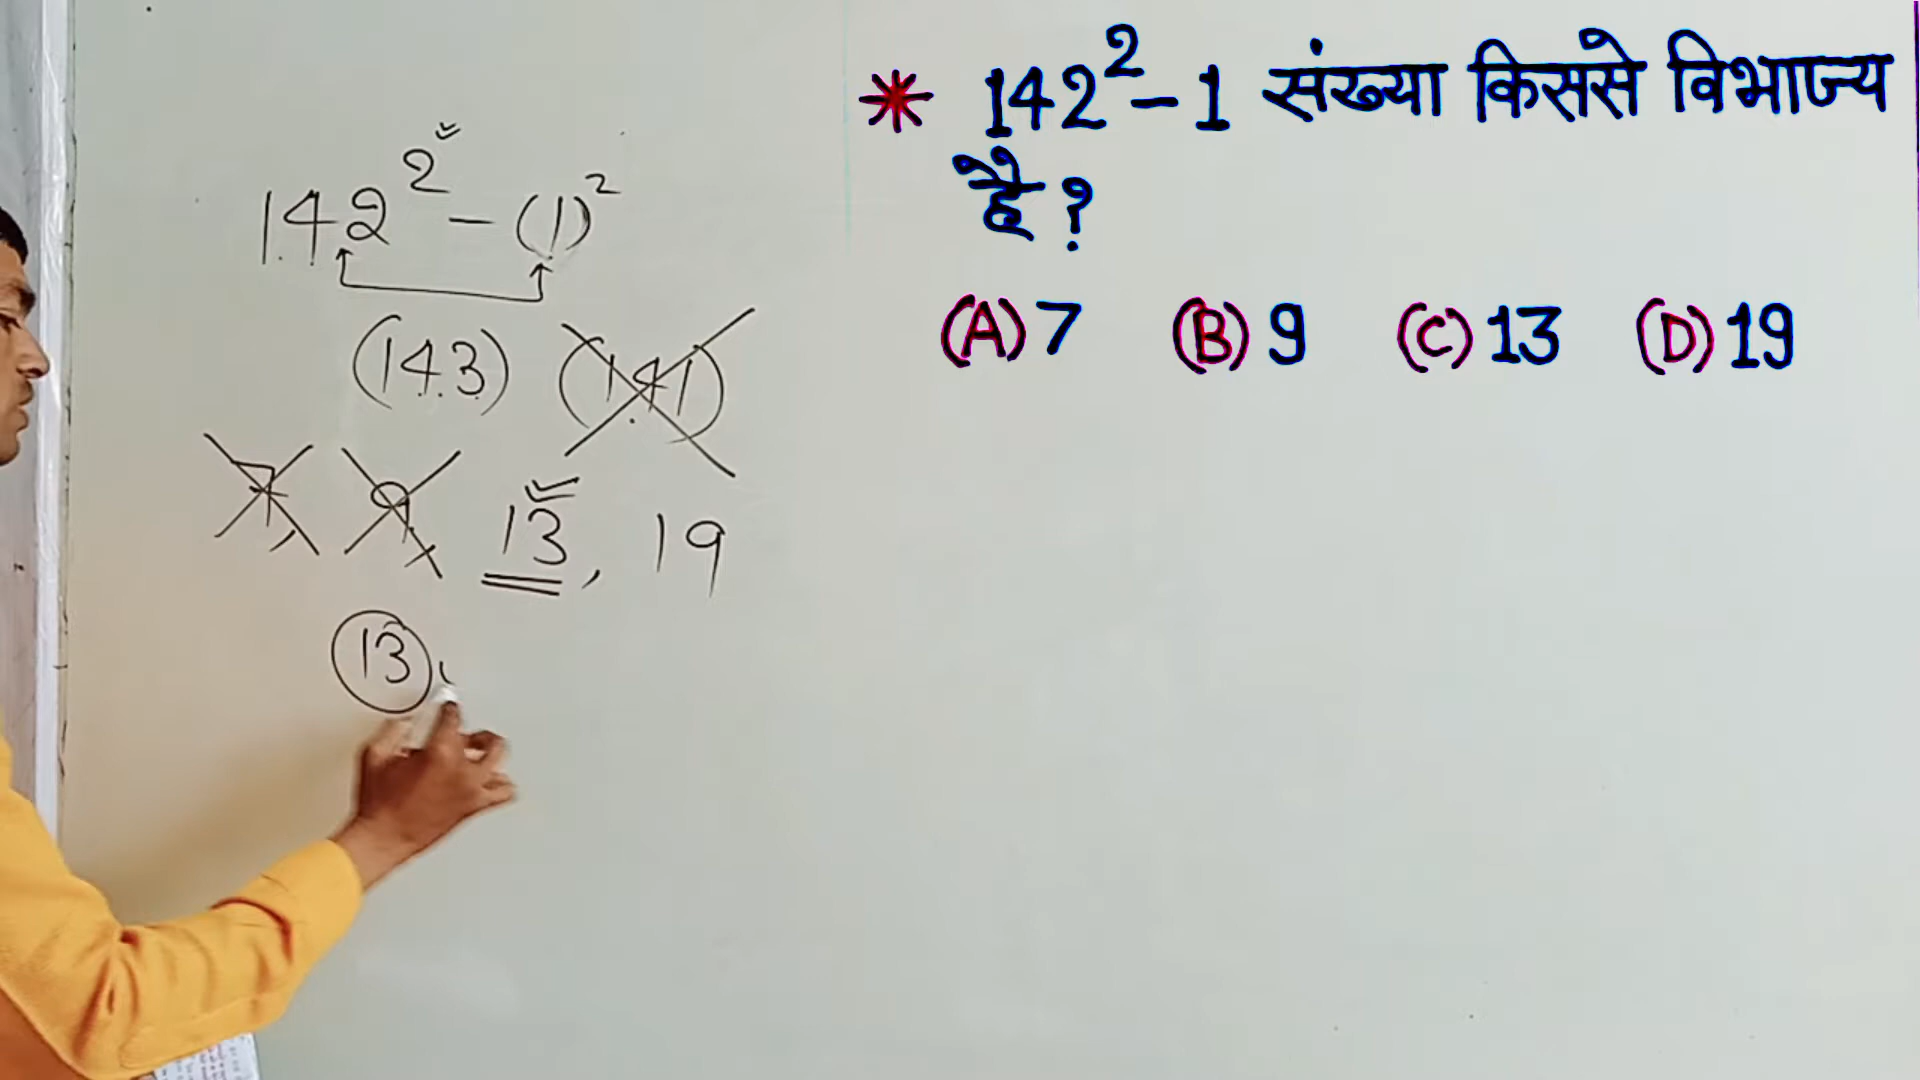 * 142² - 1 संख्या किससे विभाज्य
है ?
(A) 7 (B) 9 (C) 13 (D) 19
142² - (1)²
(143) (141)
7, 9, 13, 19
13